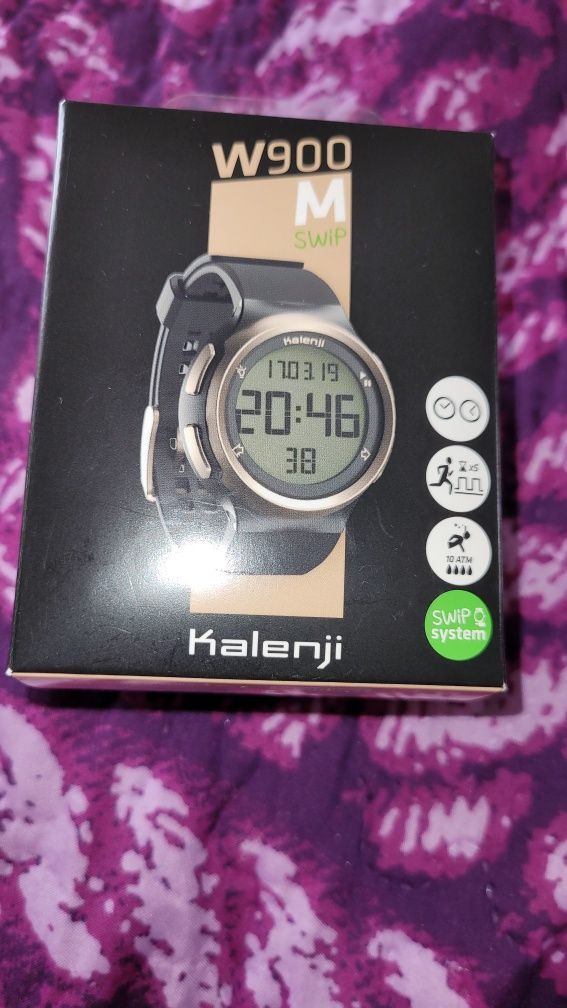 W900
M
SWiP
Kalenji
17.03.19
20:46
38
x5
10 ATM
SWiP
system
Kalenji